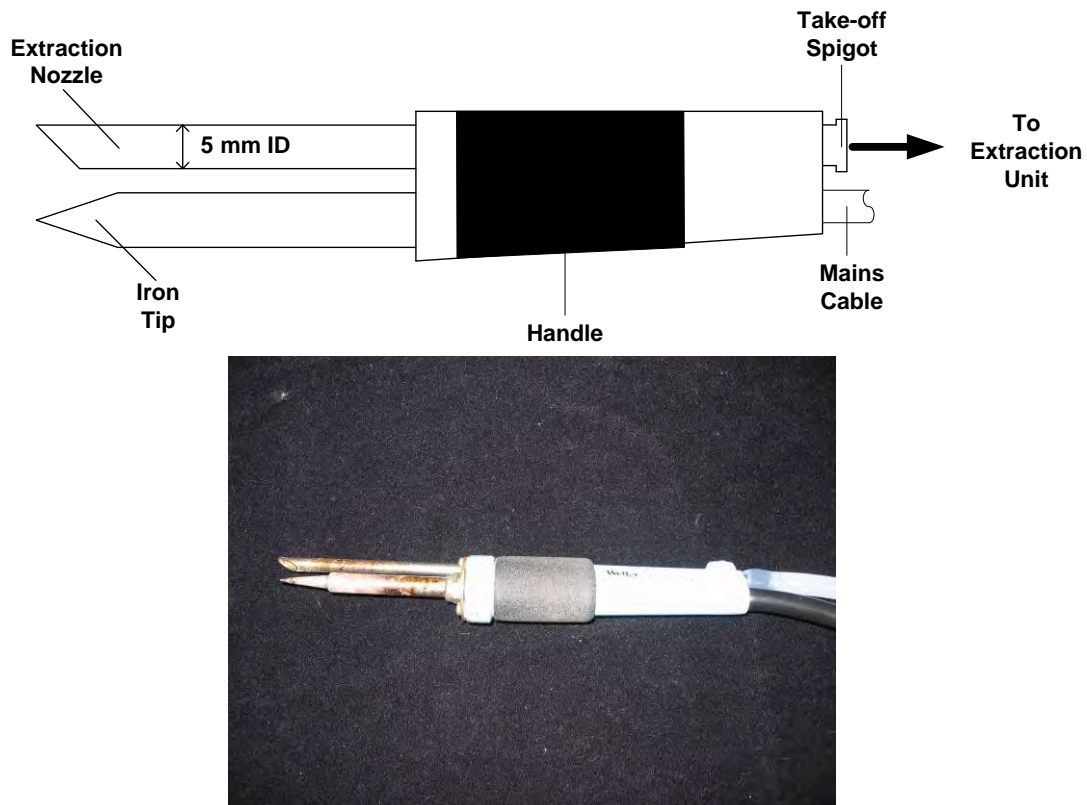 Take-off
Spigot
Extraction
Nozzle
5 mm ID
To
Extraction
Unit
Iron
Tip
Mains
Cable
Handle
Weller